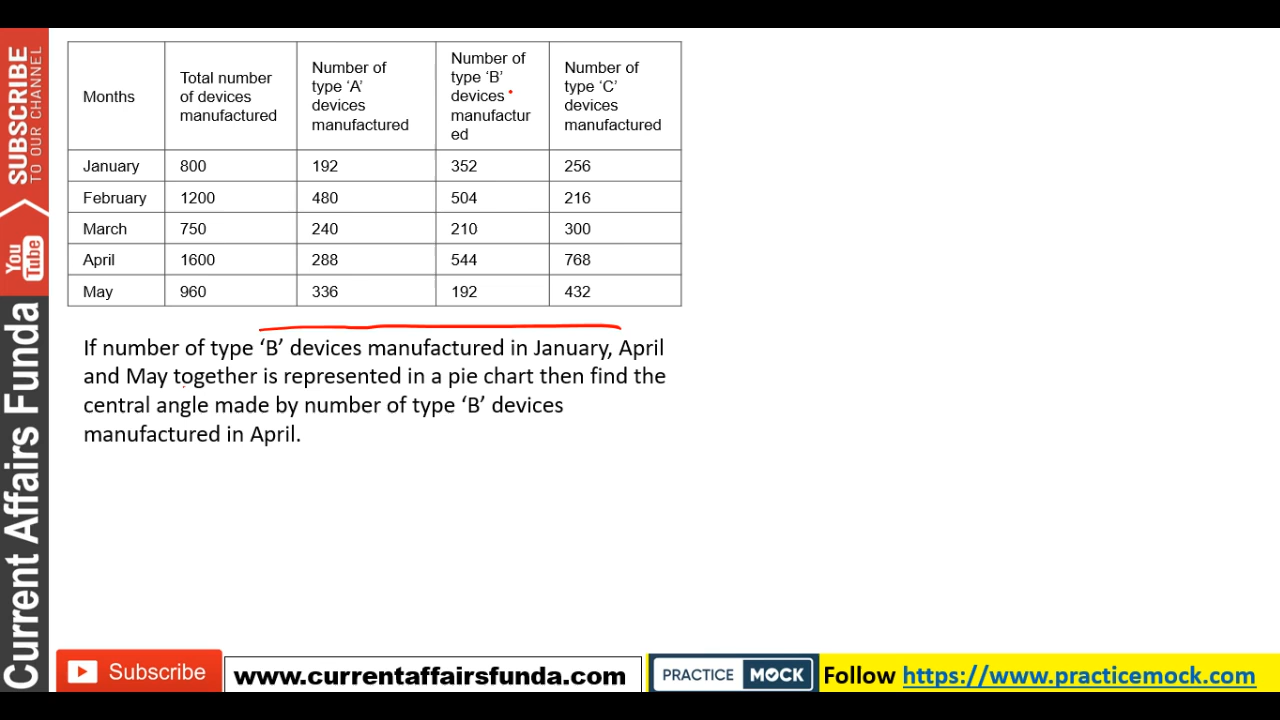 SUBSCRIBE
TO OUR CHANNEL
You
Tube
Current Affairs Funda
Months
Total number
of devices
manufactured
Number of
type ‘A’
devices
manufactured
Number of
type ‘B’
devices
manufactur
ed
Number of
type ‘C’
devices
manufactured
January 800 192 352 256
February 1200 480 504 216
March 750 240 210 300
April 1600 288 544 768
May 960 336 192 432
If number of type ‘B’ devices manufactured in January, April
and May together is represented in a pie chart then find the
central angle made by number of type ‘B’ devices
manufactured in April.
Subscribe
www.currentaffairsfunda.com
PRACTICE MOCK
Follow https://www.practicemock.com